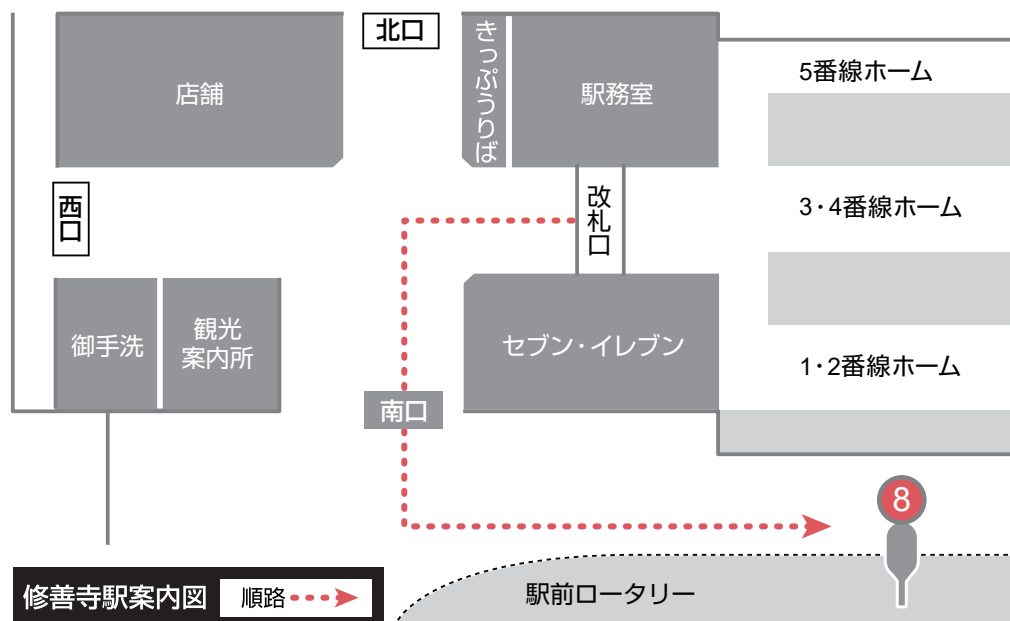 北口
きっぷうりば
店舗
駅務室
5番線ホーム
西口
改札口
3・4番線ホーム
御手洗
観光
案内所
セブン・イレブン
1・2番線ホーム
南口
8
修善寺駅案内図
順路
駅前ロータリー